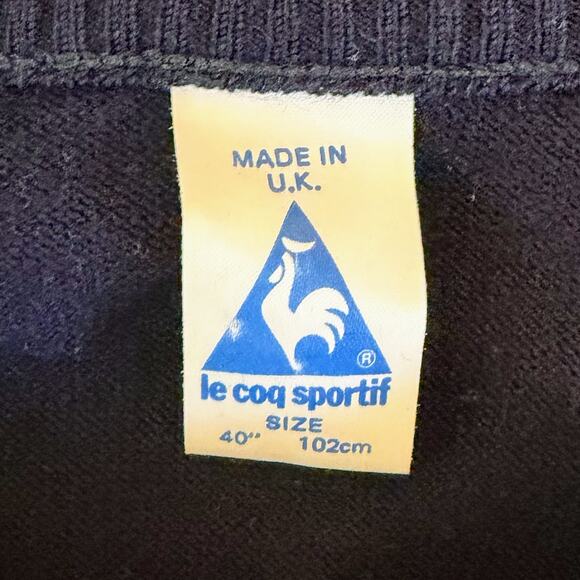 MADE IN
U.K.
®
le coq sportif
SIZE
40" 102cm